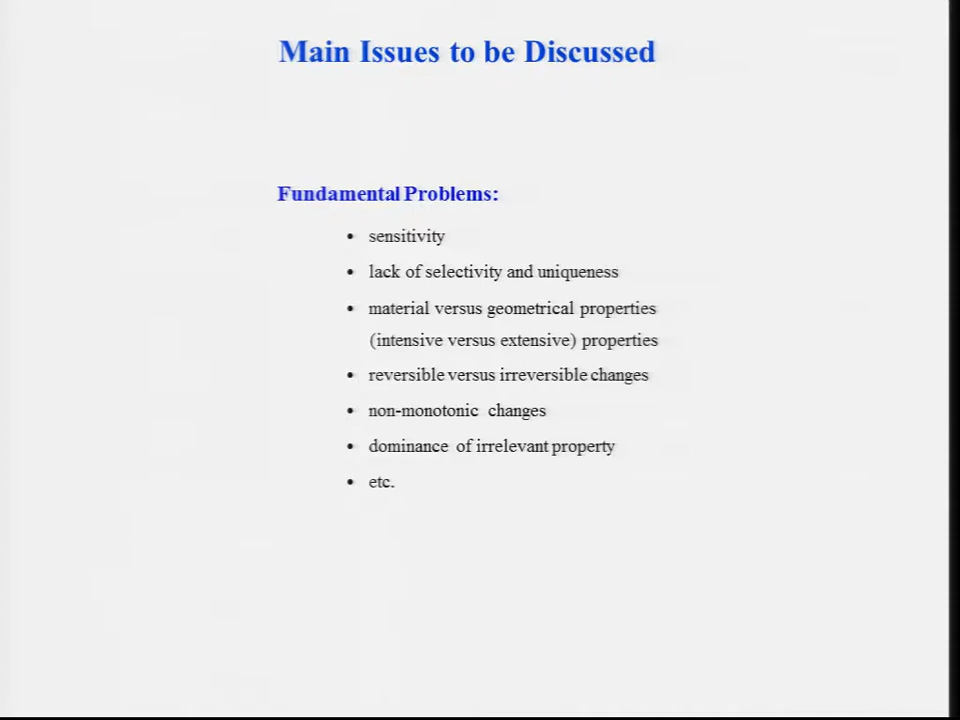 Main Issues to be Discussed
Fundamental Problems:
• sensitivity
• lack of selectivity and uniqueness
• material versus geometrical properties
(intensive versus extensive) properties
• reversible versus irreversible changes
• non-monotonic changes
• dominance of irrelevant property
• etc.